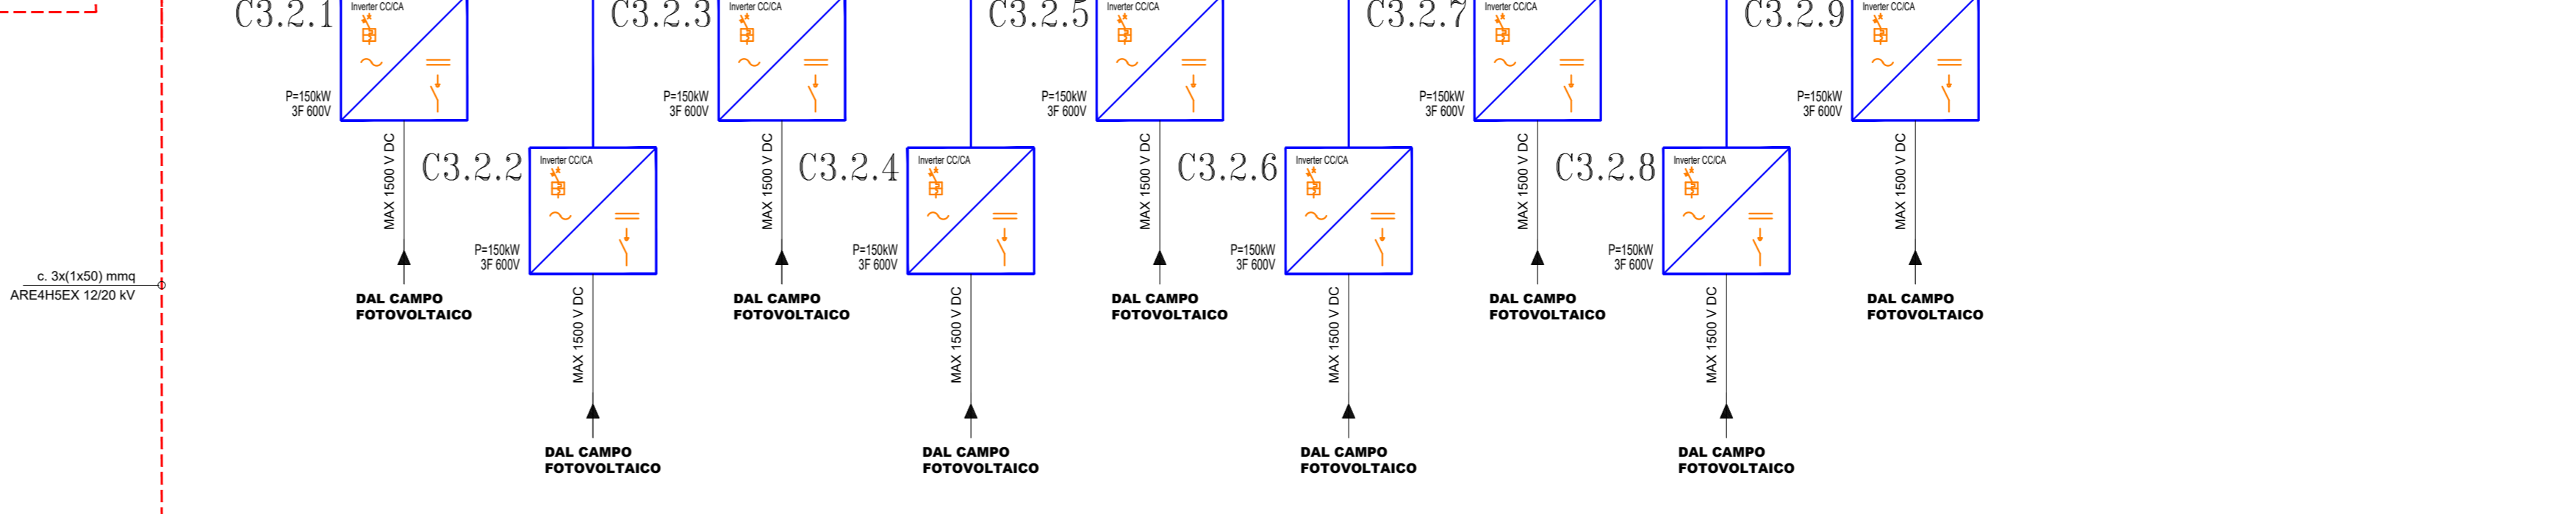 C3.2.1
Inverter CC/CA
P=150kW
3F 600V
MAX 1500 V DC
DAL CAMPO
FOTOVOLTAICO
C3.2.2
Inverter CC/CA
P=150kW
3F 600V
MAX 1500 V DC
DAL CAMPO
FOTOVOLTAICO
C3.2.3
Inverter CC/CA
P=150kW
3F 600V
MAX 1500 V DC
DAL CAMPO
FOTOVOLTAICO
C3.2.4
Inverter CC/CA
P=150kW
3F 600V
MAX 1500 V DC
DAL CAMPO
FOTOVOLTAICO
C3.2.5
Inverter CC/CA
P=150kW
3F 600V
MAX 1500 V DC
DAL CAMPO
FOTOVOLTAICO
C3.2.6
Inverter CC/CA
P=150kW
3F 600V
MAX 1500 V DC
DAL CAMPO
FOTOVOLTAICO
C3.2.7
Inverter CC/CA
P=150kW
3F 600V
MAX 1500 V DC
DAL CAMPO
FOTOVOLTAICO
C3.2.8
Inverter CC/CA
P=150kW
3F 600V
MAX 1500 V DC
DAL CAMPO
FOTOVOLTAICO
C3.2.9
Inverter CC/CA
P=150kW
3F 600V
MAX 1500 V DC
DAL CAMPO
FOTOVOLTAICO
c. 3x(1x50) mmq
ARE4H5EX 12/20 kV